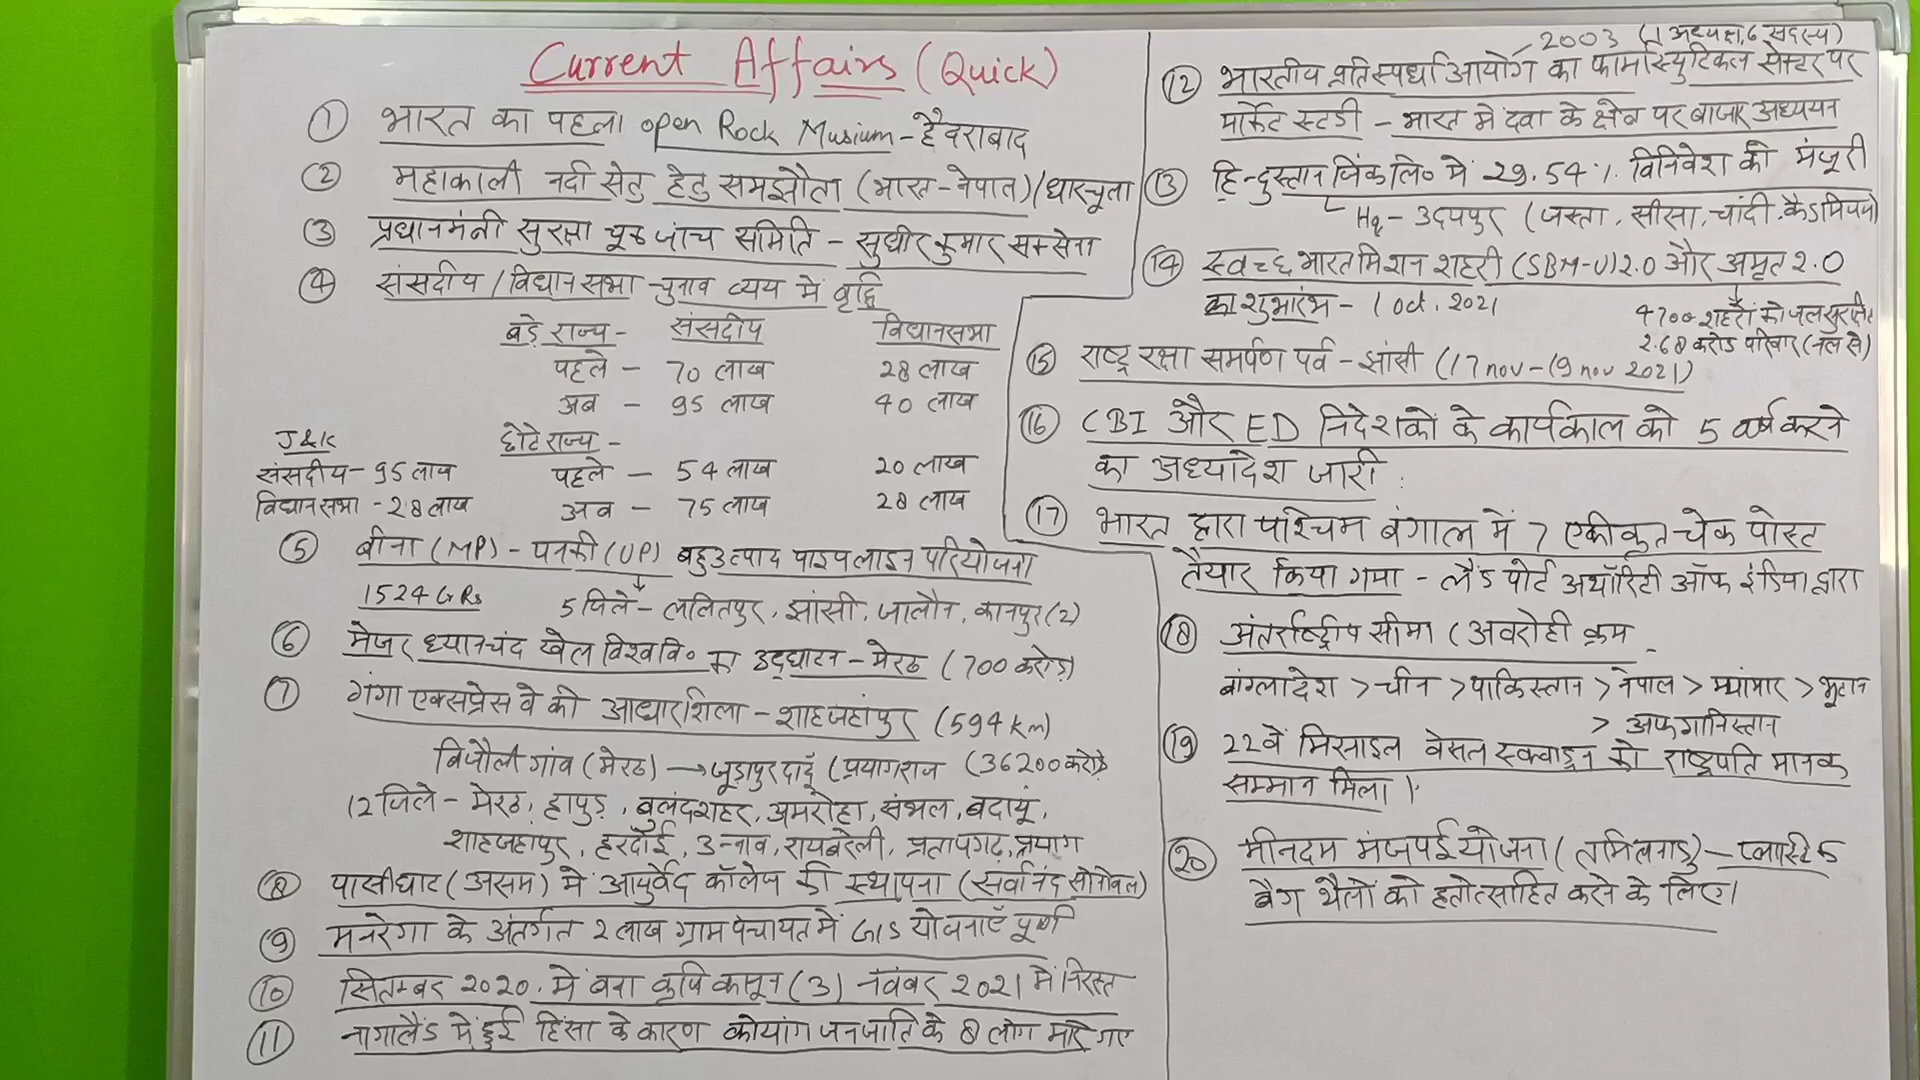 Current Affairs (Quick)
① भारत का पहला open Rock Musium - हैदराबाद
② महाकाली नदी सेतु हेतु समझौता (भारत-नेपाल)/धारचूला
③ प्रधानमंत्री सुरक्षा चूक जांच समिति - सुधीर कुमार सक्सेना
④ संसदीय / विधानसभा चुनाव व्यय में वृद्धि
बड़े राज्य - संसदीय विधानसभा
पहले - 70 लाख 28 लाख
अब - 95 लाख 40 लाख
J&K छोटे राज्य -
संसदीय - 95 लाख पहले - 54 लाख 20 लाख
विधानसभा - 28 लाख अब - 75 लाख 28 लाख
⑤ बीना (MP) - पनकी (UP) बहुउत्पाद पाइपलाइन परियोजना
1524 Cr Rs 5 जिले - ललितपुर, झांसी, जालौन, कानपुर (2)
⑥ मेजर ध्यानचंद खेल विश्ववि० का उद्घाटन - मेरठ (700 करोड़)
⑦ गंगा एक्सप्रेस वे की आधारशिला - शाहजहांपुर (594 km)
बिजौली गांव (मेरठ) → जूडापुर दादूँ (प्रयागराज (36200 करोड़
12 जिले - मेरठ, हापुड़, बुलंदशहर, अमरोहा, संभल, बदायूं,
शाहजहापुर, हरदोई, उन्नाव, रायबरेली, प्रतापगढ़, प्रयाग
⑧ पासीघाट (असम) में आयुर्वेद कॉलेज की स्थापना (सर्वानंद सोनोवाल)
⑨ मनरेगा के अंतर्गत 2 लाख ग्राम पंचायत में GIS योजनाएँ पूर्ण
⑩ सितम्बर 2020 में बना कृषि कानून (3) नवंबर 2021 में निरस्त
⑪ नागालैंड में हुई हिंसा के कारण कोयांग जनजाति के 8 लोग मारे गए
2003 (1 अध्यक्ष, 6 सदस्य)
⑫ भारतीय प्रतिस्पर्धा आयोग का फार्मास्युटिकल सेक्टर पर
मार्केट स्टडी - भारत में दवा के क्षेत्र पर बाजार अध्ययन
⑬ हिन्दुस्तान जिंक लि० में 29.54% विनिवेश को मंजूरी
Hq - उदयपुर (जस्ता, सीसा, चांदी, कैडमियम)
⑭ स्वच्छ भारत मिशन शहरी (SBM-U) 2.0 और अमृत 2.0
का शुभारंभ - 1 oct. 2021
4700 शहरों को जल सुरक्षित
2.68 करोड़ परिवार (नल से)
⑮ राष्ट्र रक्षा समर्पण पर्व - झांसी (17 nov - 19 nov 2021)
⑯ CBI और ED निदेशकों के कार्यकाल को 5 वर्ष करने
का अध्यादेश जारी
⑰ भारत द्वारा पश्चिम बंगाल में 7 एकीकृत चेक पोस्ट
तैयार किया गया - लैंड पोर्ट अथॉरिटी ऑफ इंडिया द्वारा
⑱ अंतर्राष्ट्रीय सीमा (अवरोही क्रम
बांग्लादेश > चीन > पाकिस्तान > नेपाल > म्यांमार > भूटान
> अफगानिस्तान
⑲ 22वें मिसाइल वेसल स्क्वाड्रन को राष्ट्रपति मानक
सम्मान मिला।
⑳ मीनदम मंजपई योजना (तमिलनाडु) - प्लास्टिक
बैग थैलों को हतोत्साहित करने के लिए।